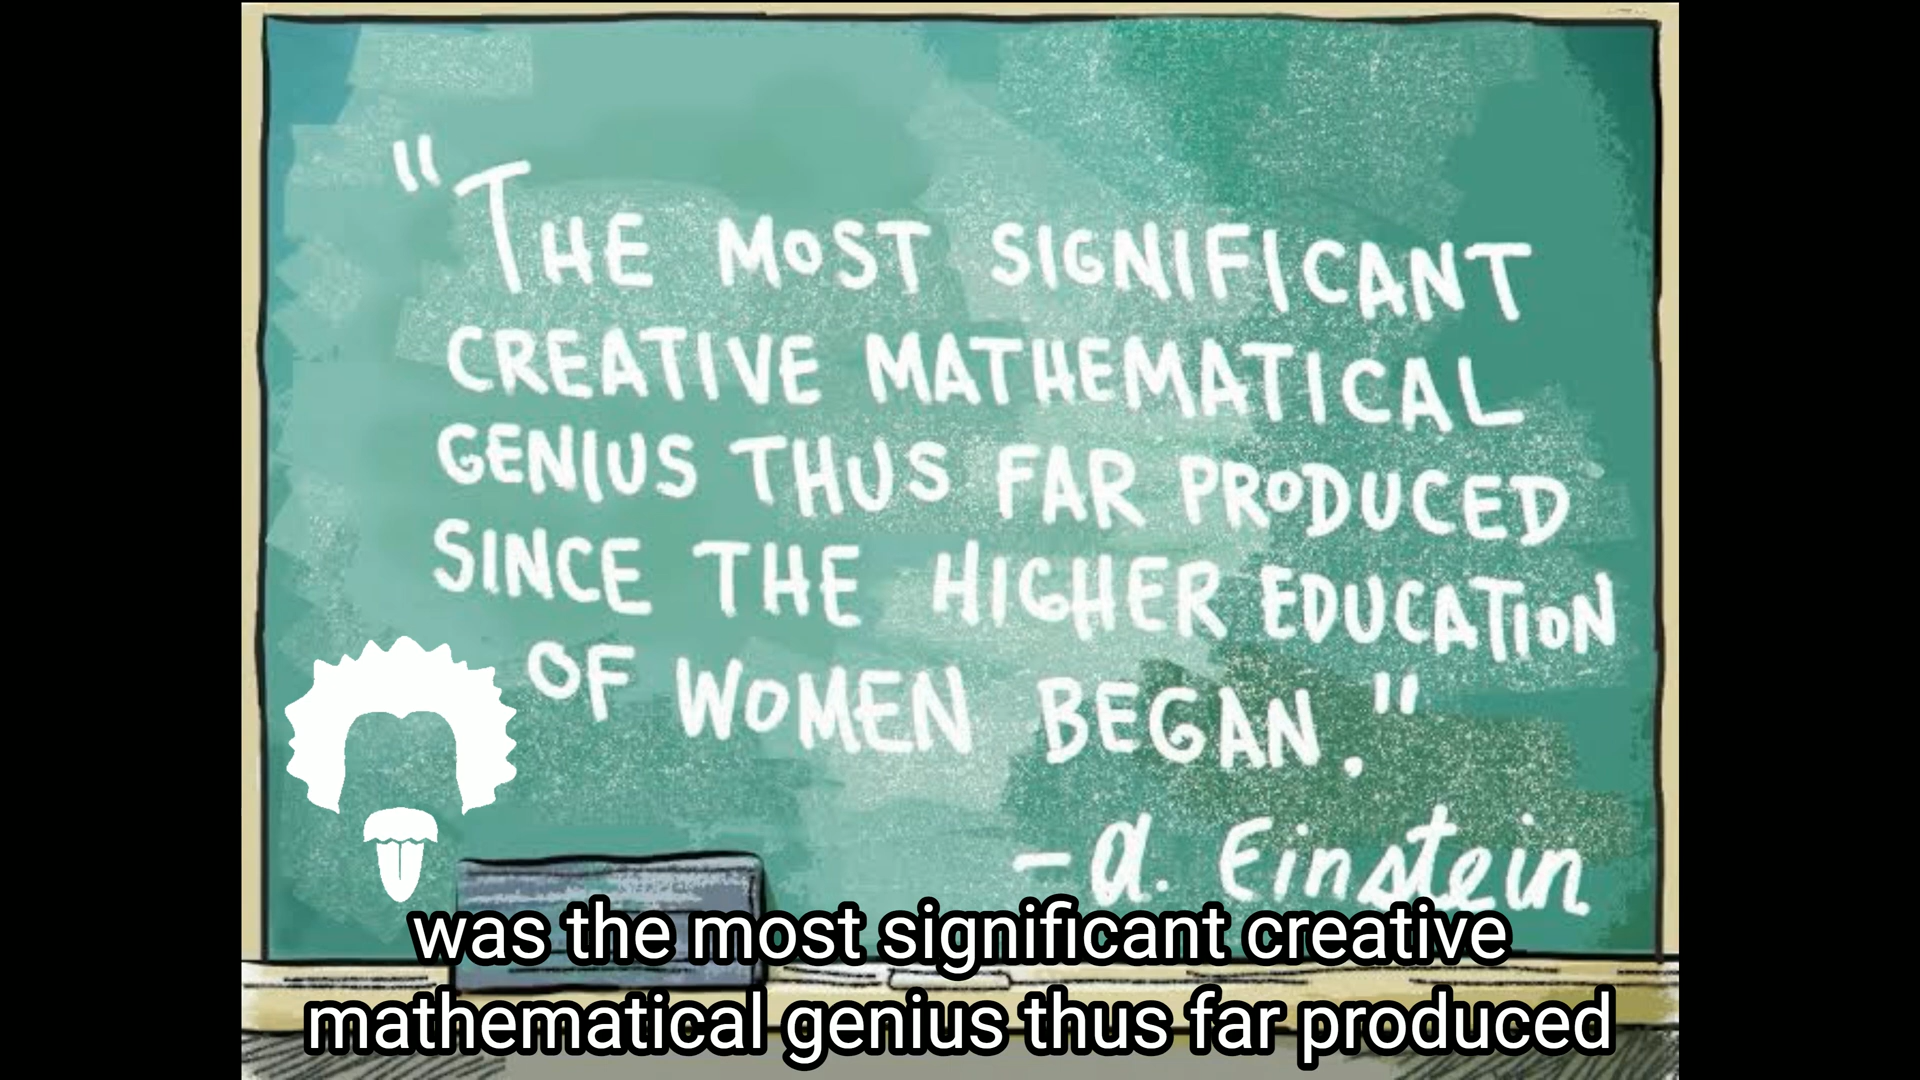 "THE MOST SIGNIFICANT
CREATIVE MATHEMATICAL
GENIUS THUS FAR PRODUCED
SINCE THE HIGHER EDUCATION
OF WOMEN BEGAN."
- A. Einstein
was the most significant creative
mathematical genius thus far produced